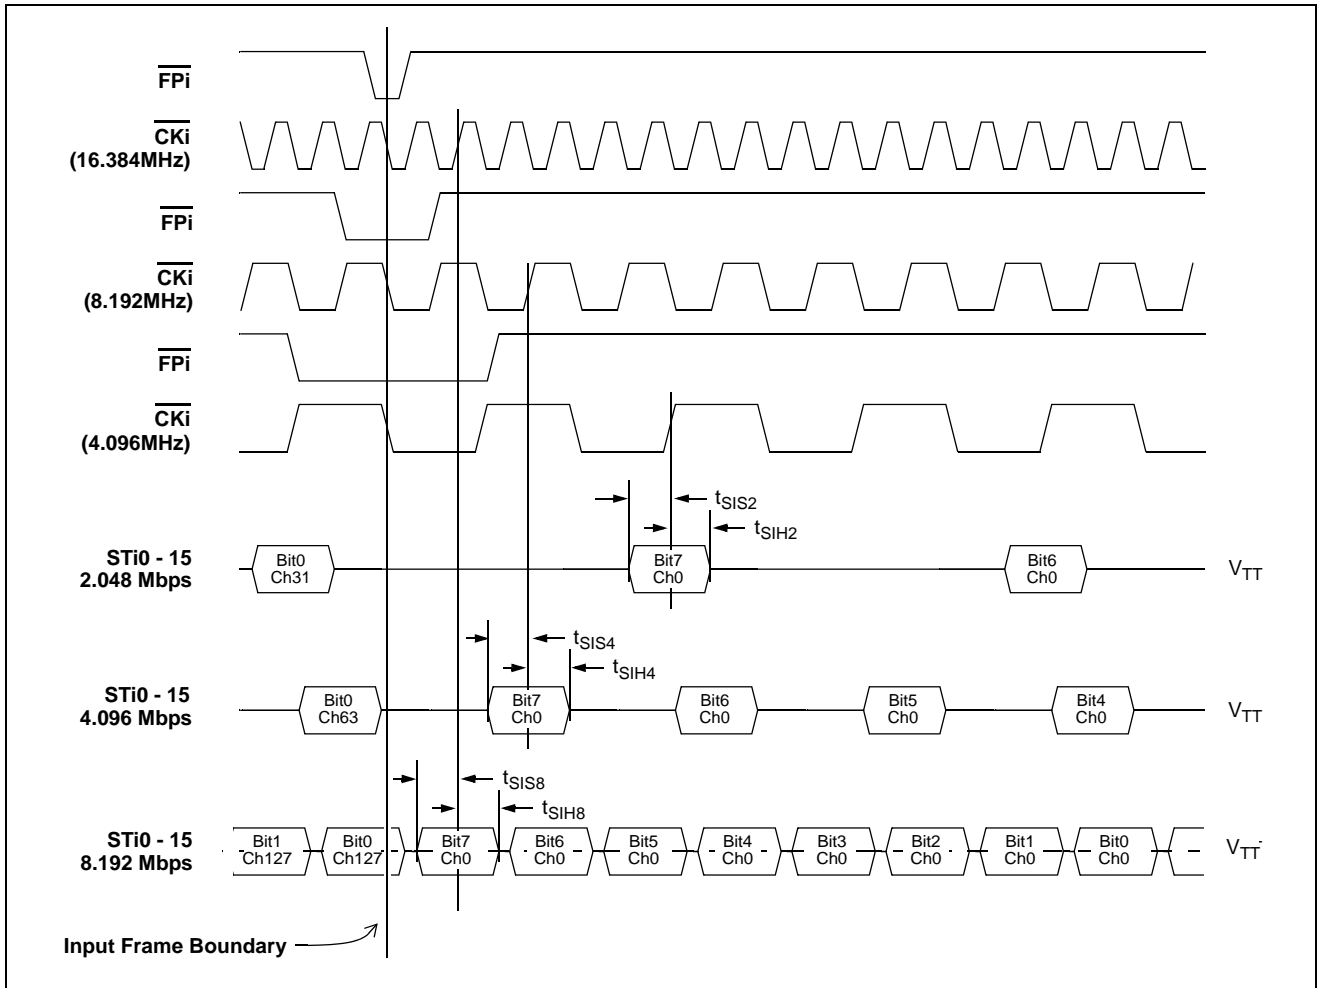 FPi
CKi
(16.384MHz)
FPi
CKi
(8.192MHz)
FPi
CKi
(4.096MHz)
tSIS2
tSIH2
STi0 - 15
2.048 Mbps
Bit0
Ch31
Bit7
Ch0
Bit6
Ch0
VTT
tSIS4
tSIH4
STi0 - 15
4.096 Mbps
Bit0
Ch63
Bit7
Ch0
Bit6
Ch0
Bit5
Ch0
Bit4
Ch0
VTT
tSIS8
tSIH8
STi0 - 15
8.192 Mbps
Bit1
Ch127
Bit0
Ch127
Bit7
Ch0
Bit6
Ch0
Bit5
Ch0
Bit4
Ch0
Bit3
Ch0
Bit2
Ch0
Bit1
Ch0
Bit0
Ch0
VTT
Input Frame Boundary